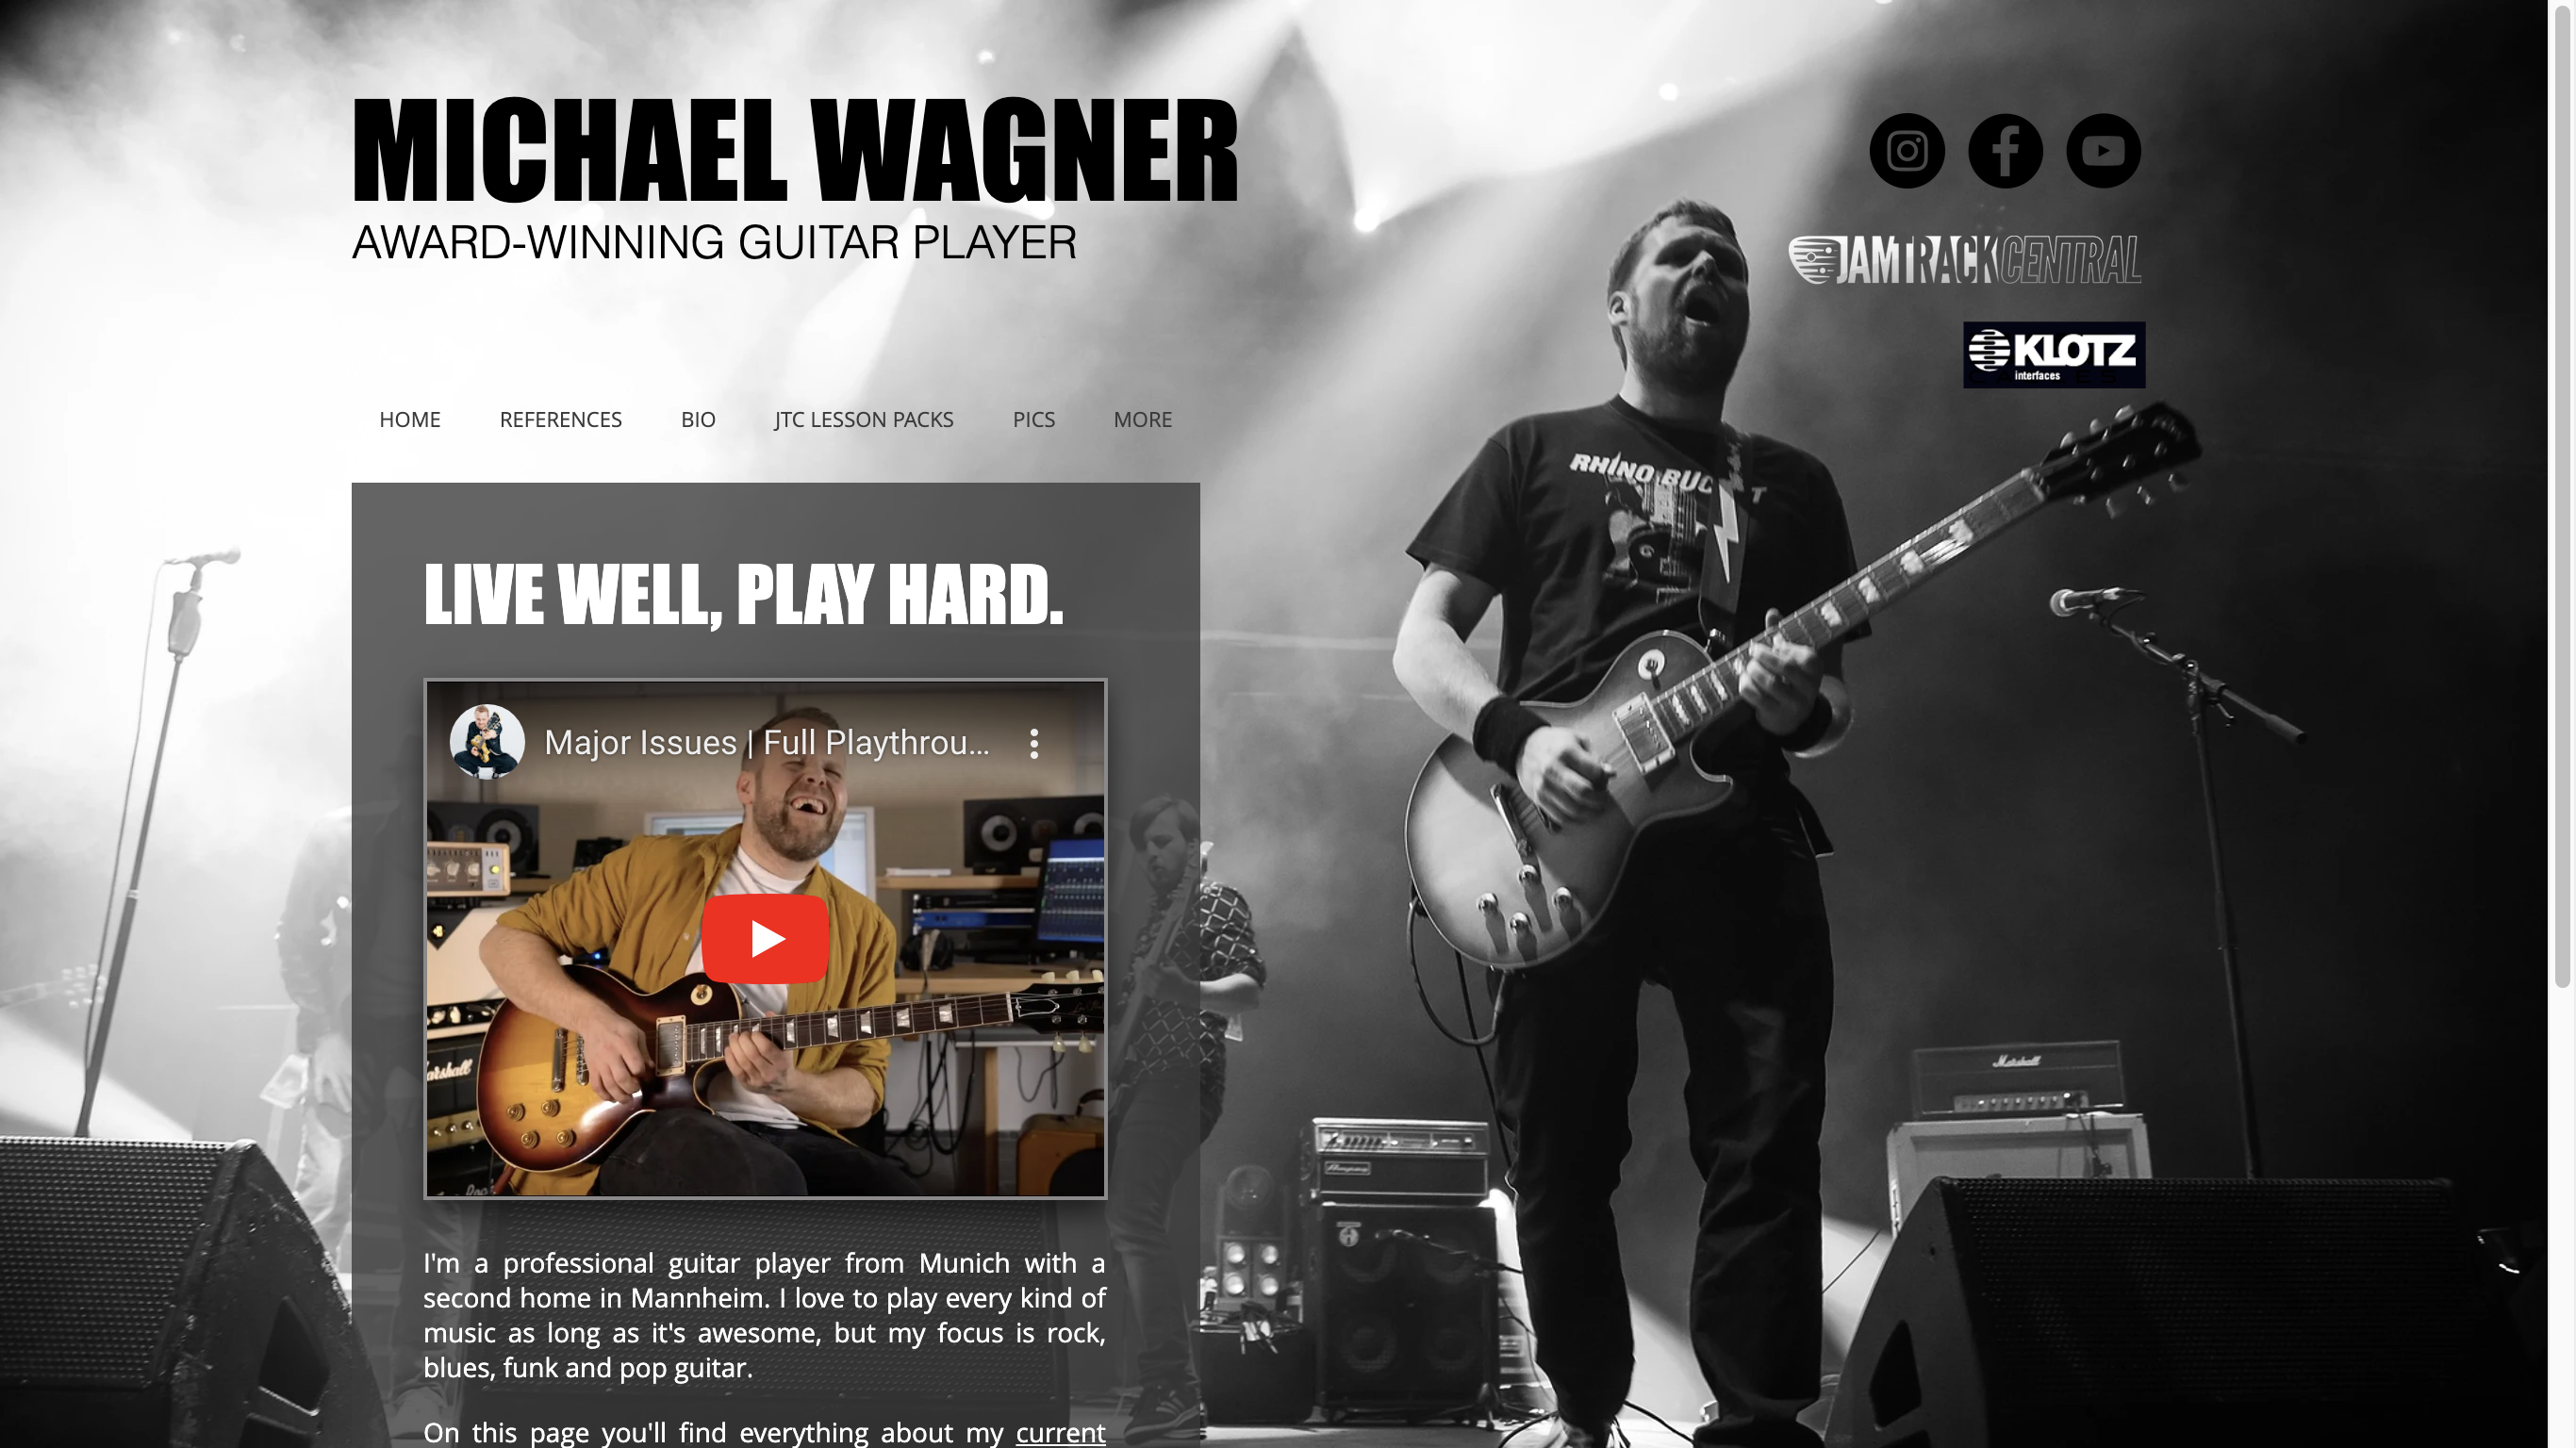 MICHAEL WAGNER
AWARD-WINNING GUITAR PLAYER
JAMTRACKCENTRAL
KLOTZ
interfaces
HOME REFERENCES BIO JTC LESSON PACKS PICS MORE
LIVE WELL, PLAY HARD.
Major Issues | Full Playthrou...
Marshall
I'm a professional guitar player from Munich with a
second home in Mannheim. I love to play every kind of
music as long as it's awesome, but my focus is rock,
blues, funk and pop guitar.
On this page you'll find everything about my current